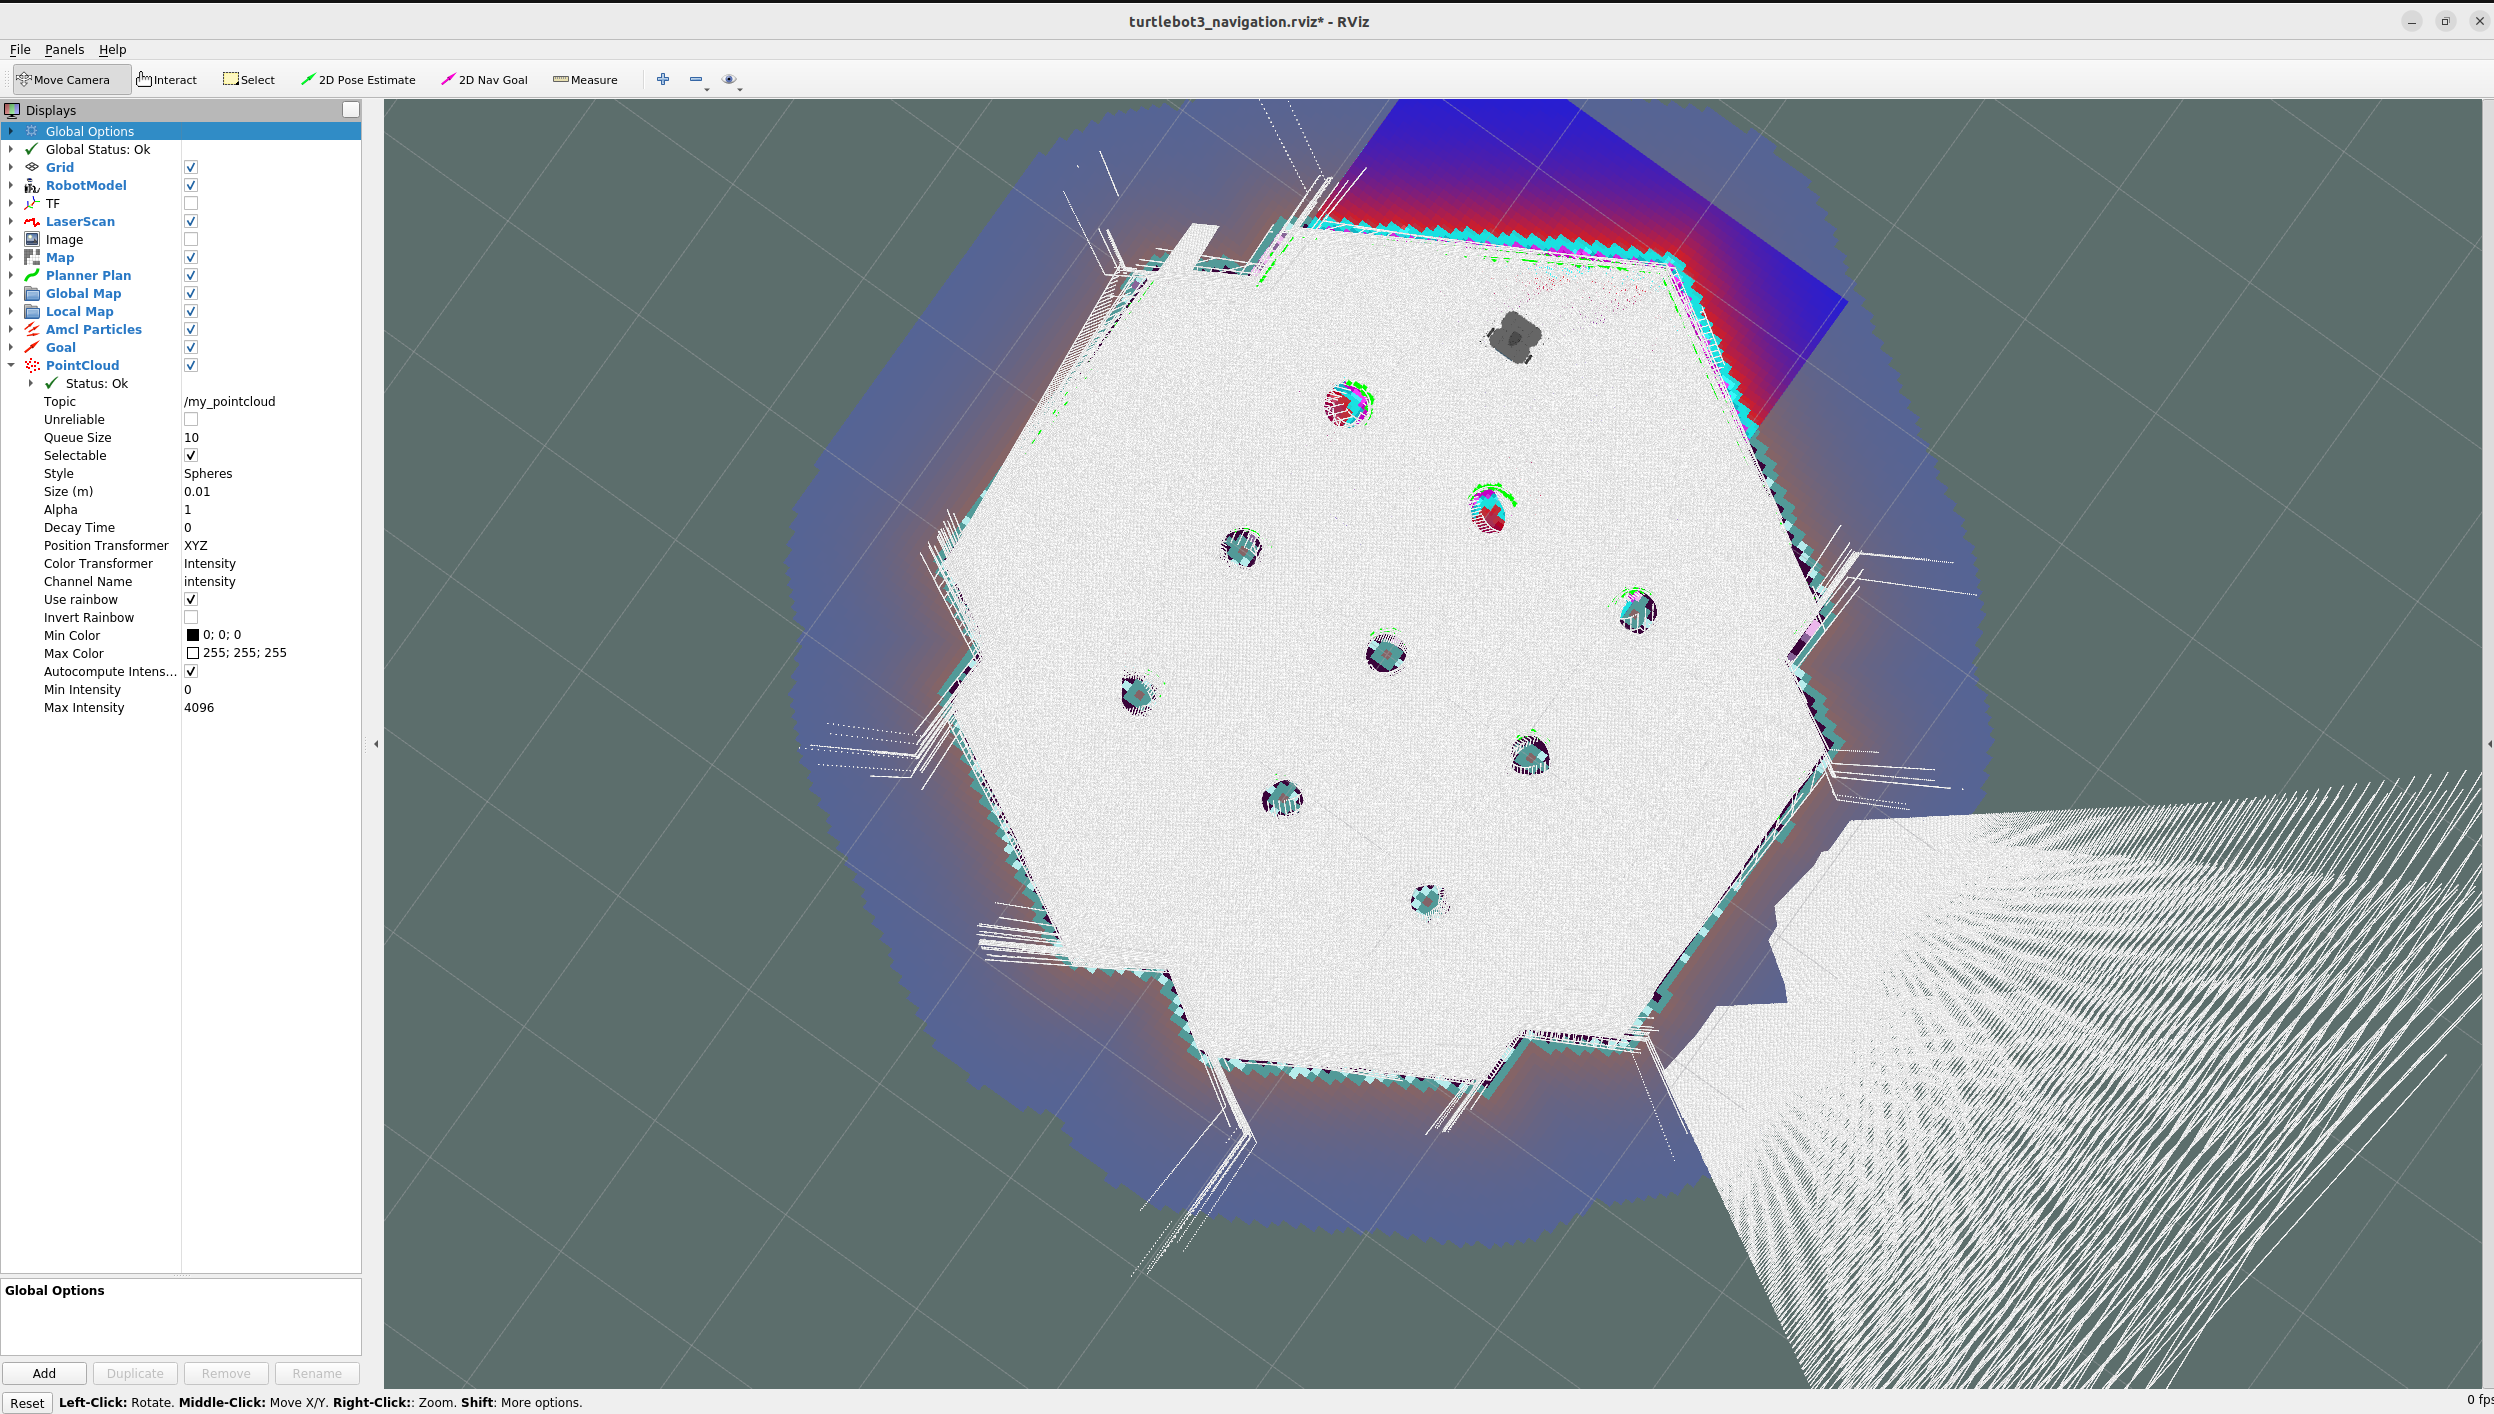 turtlebot3_navigation.rviz* - RViz
File Panels Help
Move Camera Interact Select 2D Pose Estimate 2D Nav Goal Measure
Displays
Global Options
Global Status: Ok
Grid
RobotModel
TF
LaserScan
Image
Map
Planner Plan
Global Map
Local Map
Amcl Particles
Goal
PointCloud
Status: Ok
Topic /my_pointcloud
Unreliable
Queue Size 10
Selectable
Style Spheres
Size (m) 0.01
Alpha 1
Decay Time 0
Position Transformer XYZ
Color Transformer Intensity
Channel Name intensity
Use rainbow
Invert Rainbow
Min Color 0; 0; 0
Max Color 255; 255; 255
Autocompute Intens...
Min Intensity 0
Max Intensity 4096
Global Options
Add Duplicate Remove Rename
Reset Left-Click: Rotate. Middle-Click: Move X/Y. Right-Click:: Zoom. Shift: More options. 0 fps